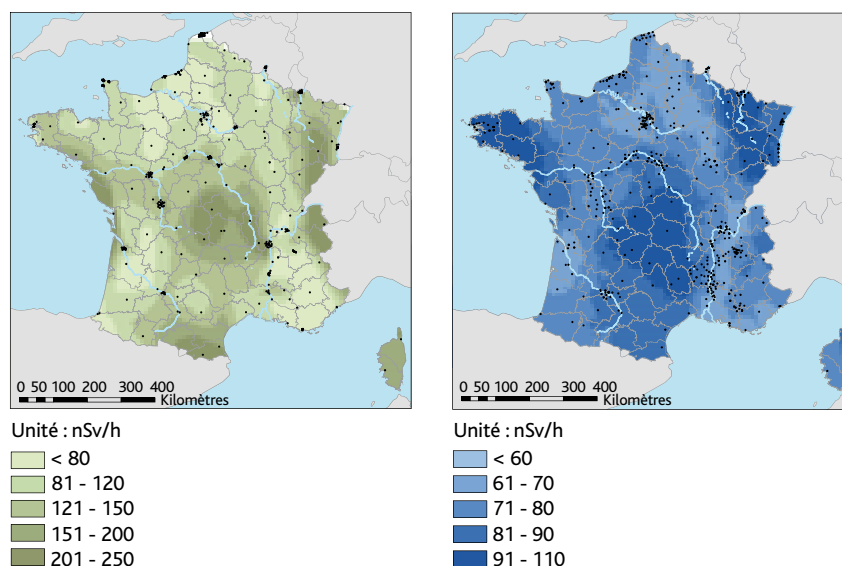 0 50 100 200 300 400
Kilomètres
Unité : nSv/h
< 80
81 - 120
121 - 150
151 - 200
201 - 250
0 50 100 200 300 400
Kilomètres
Unité : nSv/h
< 60
61 - 70
71 - 80
81 - 90
91 - 110